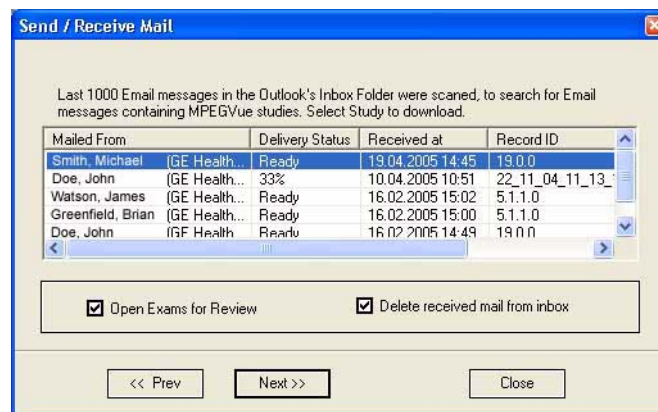 Send / Receive Mail
Last 1000 Email messages in the Outlook's Inbox Folder were scaned, to search for Email
messages containing MPEGVue studies. Select Study to download.
Mailed From Delivery Status Received at Record ID
Smith, Michael (GE Health... Ready 19.04.2005 14:45 19.0.0
Doe, John (GE Health... 33% 10.04.2005 10:51 22_11_04_11_13_
Watson, James (GE Health... Ready 16.02.2005 15:02 5.1.1.0
Greenfield, Brian (GE Health... Ready 16.02.2005 15:00 5.1.1.0
Doe, John (GE Health... Ready 16.02.2005 14:49 19.0.0
Open Exams for Review Delete received mail from inbox
<< Prev Next >> Close